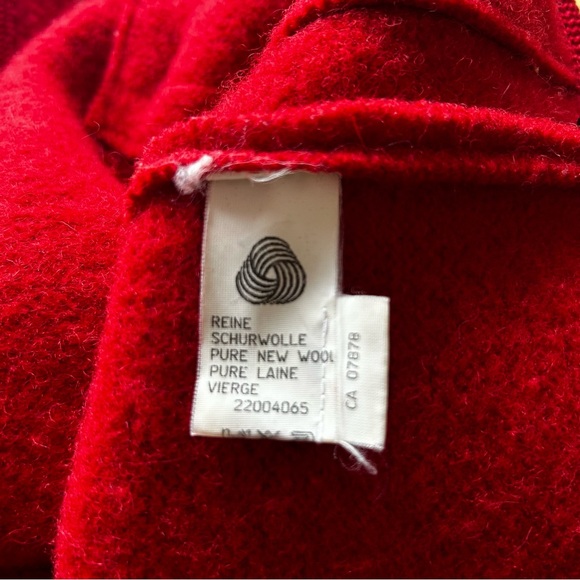 REINE
SCHURWOLLE
PURE NEW WOOL
PURE LAINE
VIERGE
22004065
CA 07878